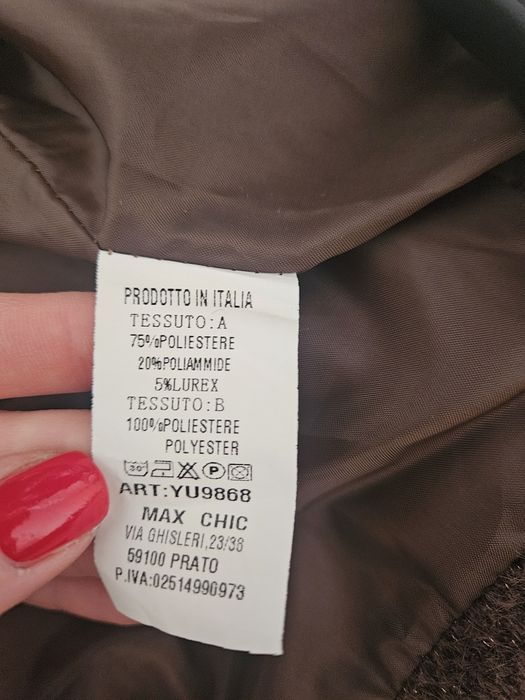 PRODOTTO IN ITALIA
TESSUTO:A
75%POLIESTERE
20%POLIAMMIDE
5%LUREX
TESSUTO:B
100%POLIESTERE
POLYESTER
30°
P
ART:YU9868
MAX CHIC
VIA GHISLERI,23/38
59100 PRATO
P.IVA:02514990973